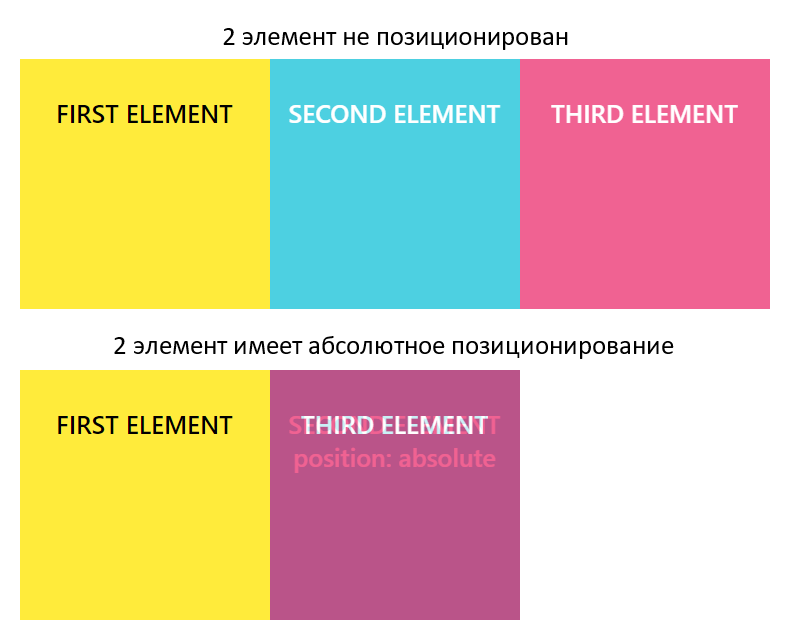 2 элемент не позиционирован
FIRST ELEMENT SECOND ELEMENT THIRD ELEMENT
2 элемент имеет абсолютное позиционирование
FIRST ELEMENT THIRD ELEMENT
position: absolute